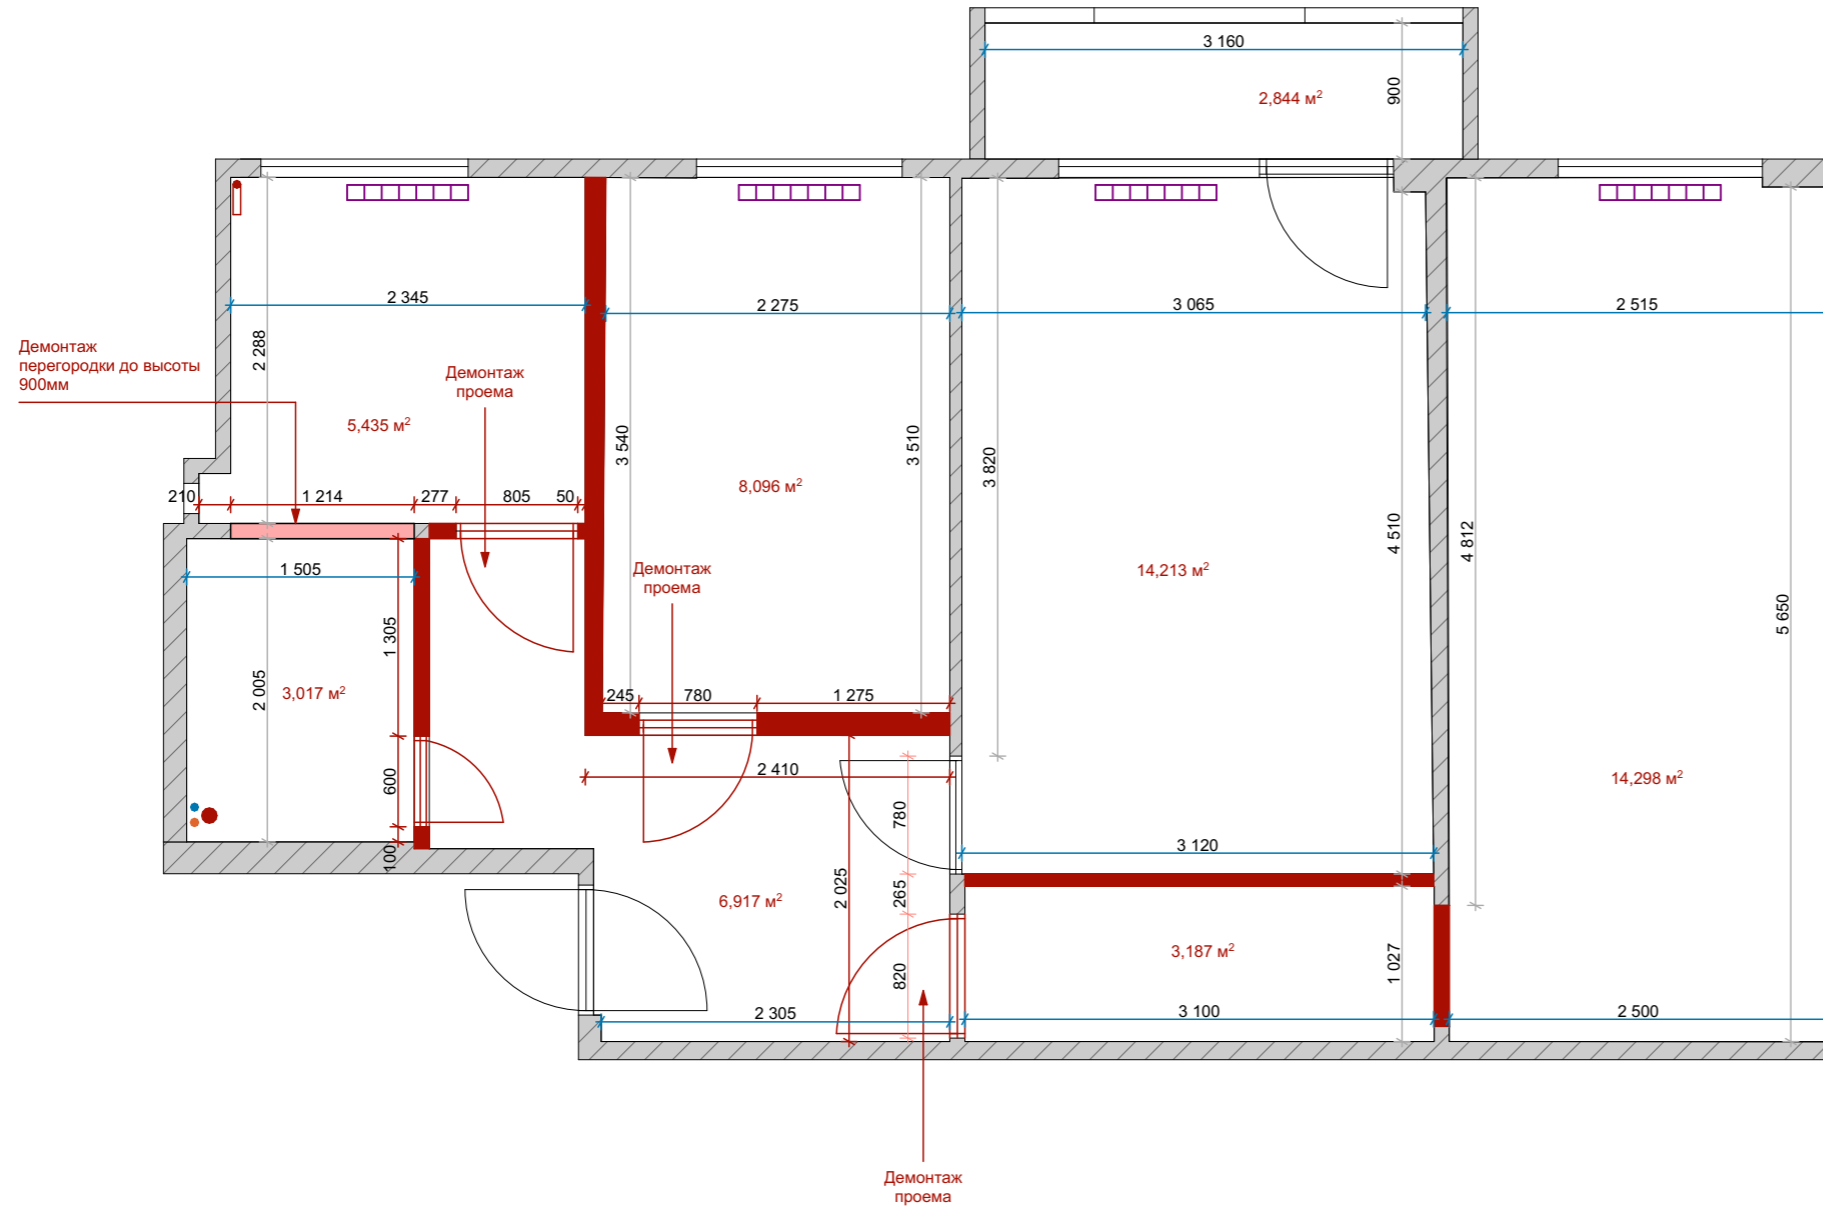 3 160
900
2,844 м²
2 345
2 275
3 065
2 515
2 288
Демонтаж
перегородки до высоты
900мм
Демонтаж
проема
5,435 м²
3 540
3 510
3 820
4 510
4 812
5 650
8,096 м²
210
1 214
277
805
50
14,213 м²
1 505
Демонтаж
проема
1 305
2 005
3,017 м²
245
780
1 275
2 410
600
780
14,298 м²
100
3 120
2 025
265
6,917 м²
820
3,187 м²
1 027
2 305
3 100
2 500
Демонтаж
проема